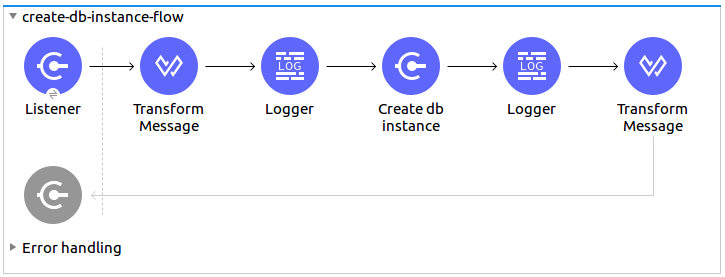 create-db-instance-flow
LOG
LOG
Listener
Transform
Message
Logger
Create db
instance
Logger
Transform
Message
Error handling